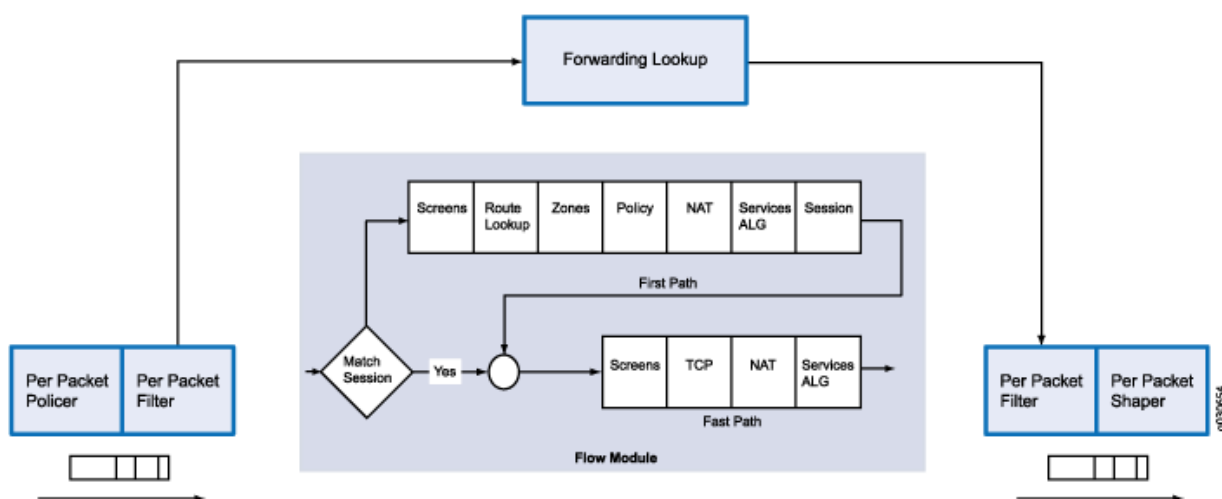 Forwarding Lookup
Screens
Route
Lookup
Zones
Policy
NAT
Services
ALG
Session
First Path
Match
Session
Yes
Screens
TCP
NAT
Services
ALG
Fast Path
Flow Module
Per Packet
Policer
Per Packet
Filter
Per Packet
Filter
Per Packet
Shaper
g030654